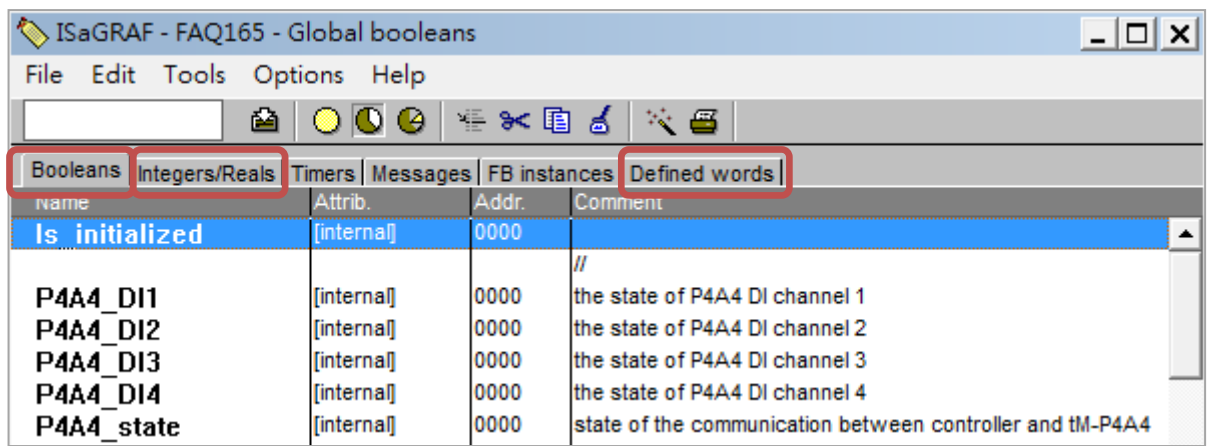 ISaGRAF - FAQ165 - Global booleans
File Edit Tools Options Help
Booleans Integers/Reals Timers Messages FB instances Defined words
Name Attrib. Addr. Comment
Is_initialized [internal] 0000
//
P4A4_DI1 [internal] 0000 the state of P4A4 DI channel 1
P4A4_DI2 [internal] 0000 the state of P4A4 DI channel 2
P4A4_DI3 [internal] 0000 the state of P4A4 DI channel 3
P4A4_DI4 [internal] 0000 the state of P4A4 DI channel 4
P4A4_state [internal] 0000 state of the communication between controller and tM-P4A4